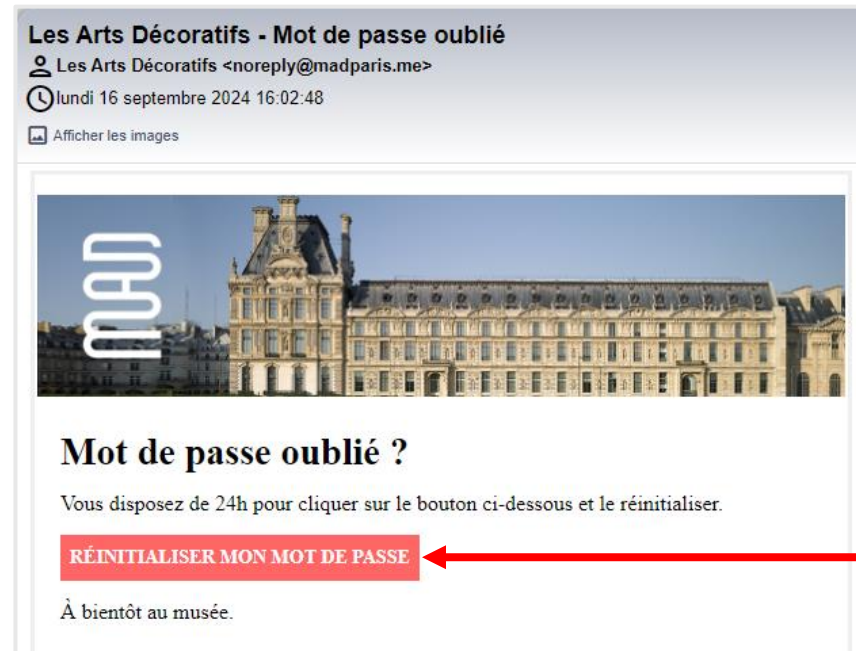 Les Arts Décoratifs - Mot de passe oublié
Les Arts Décoratifs <noreply@madparis.me>
lundi 16 septembre 2024 16:02:48
Afficher les images
MAD
Mot de passe oublié ?
Vous disposez de 24h pour cliquer sur le bouton ci-dessous et le réinitialiser.
RÉINITIALISER MON MOT DE PASSE
À bientôt au musée.